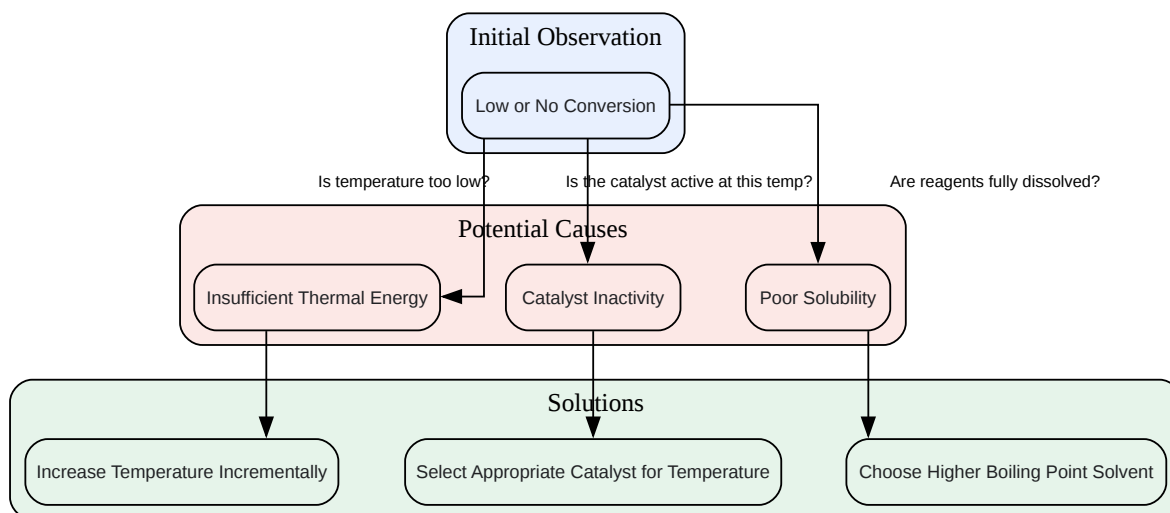 Initial Observation
Low or No Conversion
Is temperature too low?
Is the catalyst active at this temp?
Are reagents fully dissolved?
Potential Causes
Insufficient Thermal Energy
Catalyst Inactivity
Poor Solubility
Solutions
Increase Temperature Incrementally
Select Appropriate Catalyst for Temperature
Choose Higher Boiling Point Solvent